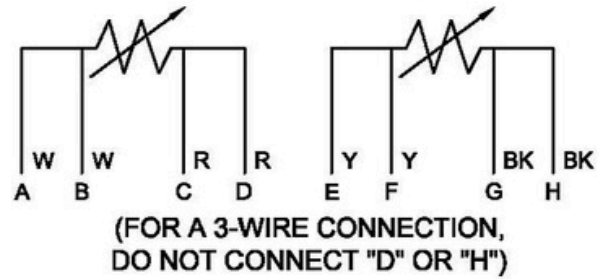 W W R R Y Y BK BK
A B C D E F G H
(FOR A 3-WIRE CONNECTION,
DO NOT CONNECT "D" OR "H")